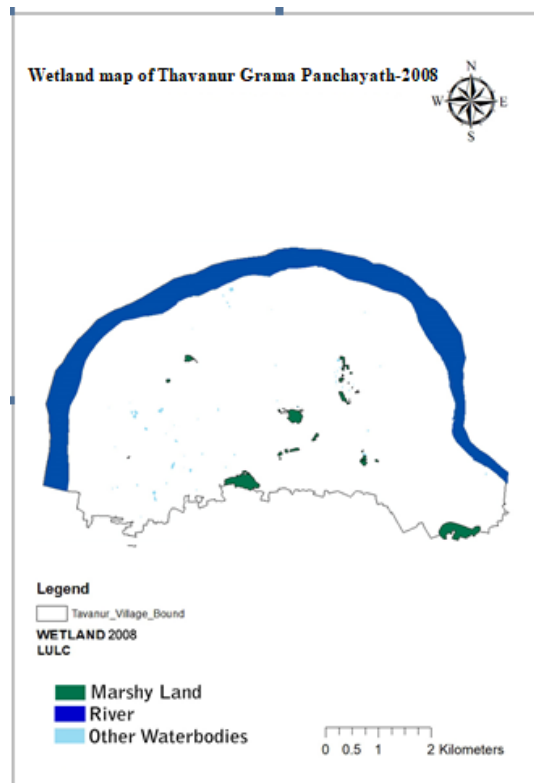 Wetland map of Thavanur Grama Panchayath-2008
N
W E
S
Legend
Tavanur_Village_Bound
WETLAND 2008
LULC
Marshy Land
River
Other Waterbodies
0 0.5 1 2 Kilometers